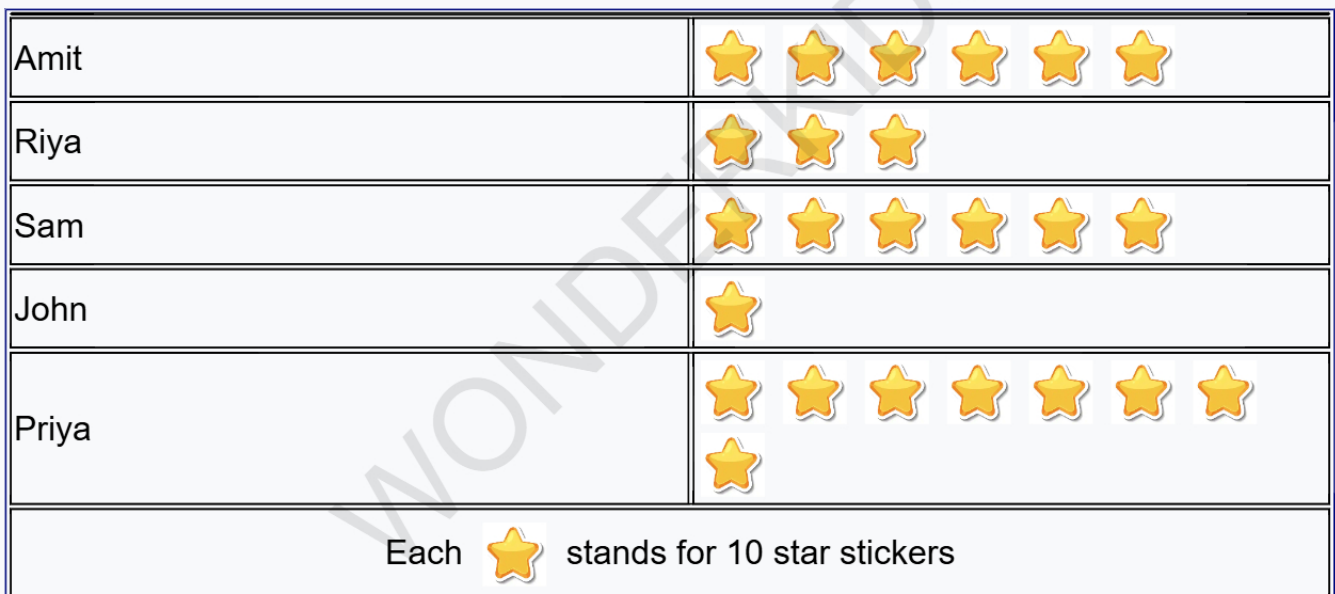 Amit
Riya
Sam
John
Priya
Each stands for 10 star stickers
WONDERKID